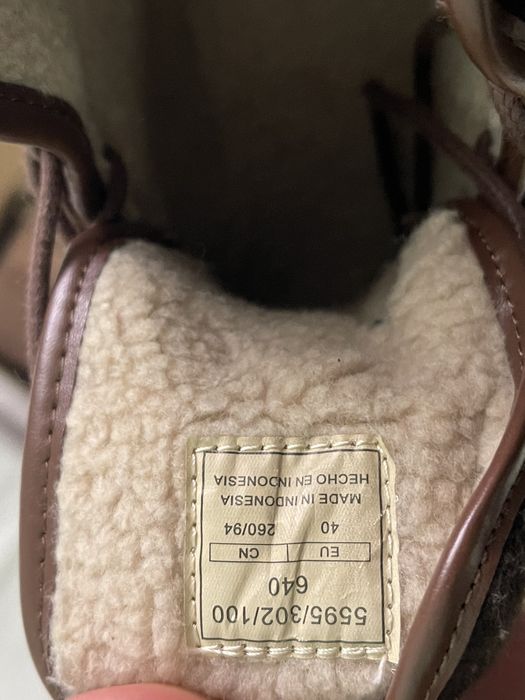 5595/302/100
640
EU CN
40 260/94
MADE IN INDONESIA
HECHO EN INDONESIA